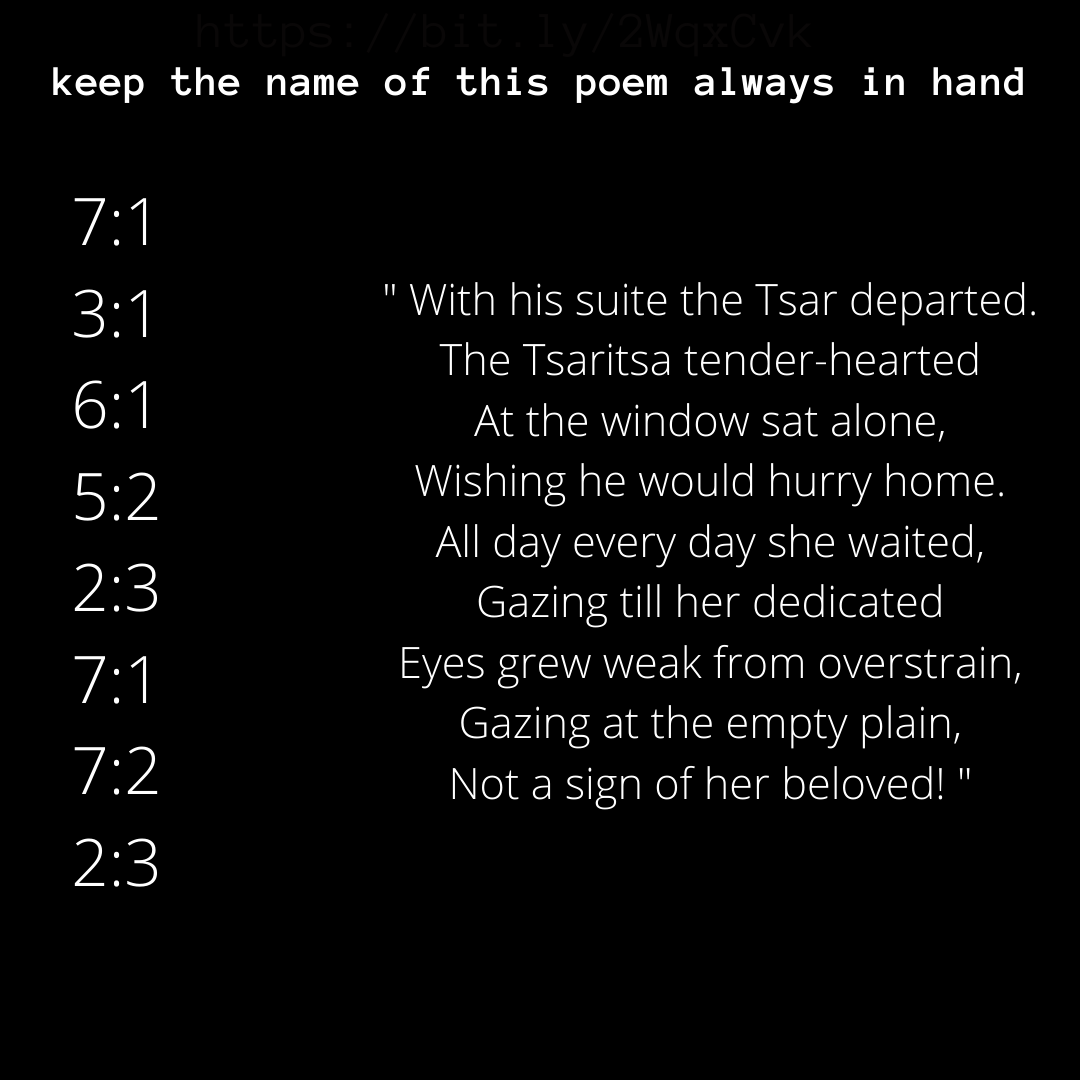 https://bit.ly/2WqxCvk
keep the name of this poem always in hand
7:1
3:1
6:1
5:2
2:3
7:1
7:2
2:3
" With his suite the Tsar departed.
The Tsaritsa tender-hearted
At the window sat alone,
Wishing he would hurry home.
All day every day she waited,
Gazing till her dedicated
Eyes grew weak from overstrain,
Gazing at the empty plain,
Not a sign of her beloved! "